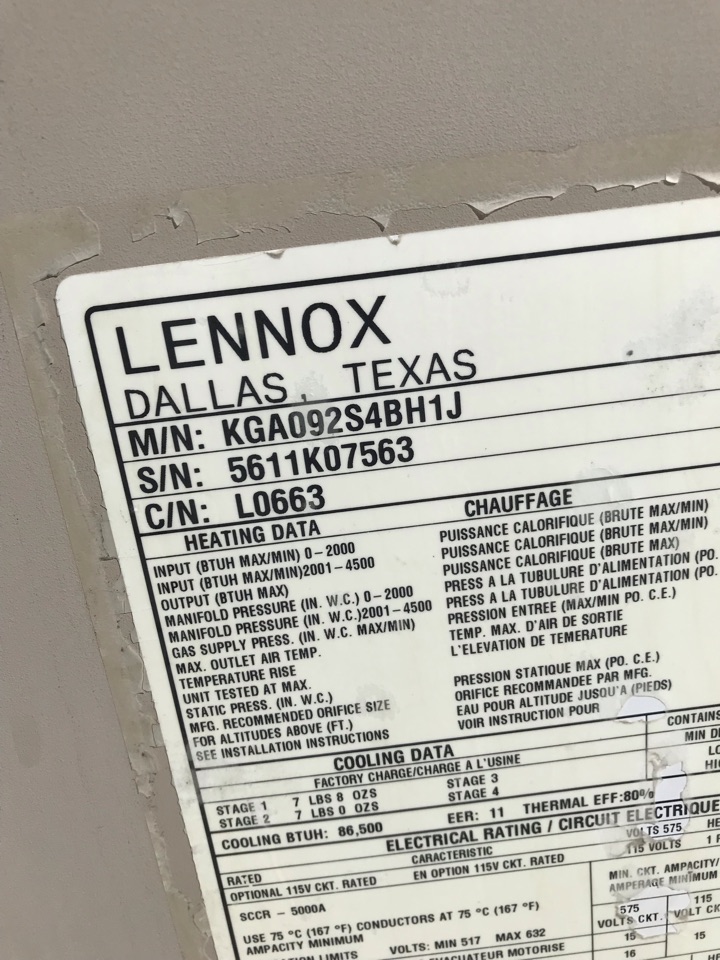 LENNOX
DALLAS, TEXAS
M/N: KGA092S4BH1J
S/N: 5611K07563
C/N: L0663
HEATING DATA CHAUFFAGE
INPUT (BTUH MAX/MIN) 0-2000 PUISSANCE CALORIFIQUE (BRUTE MAX/MIN)
INPUT (BTUH MAX/MIN)2001-4500 PUISSANCE CALORIFIQUE (BRUTE MAX/MIN)
OUTPUT (BTUH MAX) PUISSANCE CALORIFIQUE (BRUTE MAX)
MANIFOLD PRESSURE (IN. W.C.) 0-2000 PRESS A LA TUBULURE D'ALIMENTATION (PO.
MANIFOLD PRESSURE (IN. W.C.)2001-4500 PRESS A LA TUBULURE D'ALIMENTATION (PO.
GAS SUPPLY PRESS. (IN. W.C. MAX/MIN) PRESSION ENTREE (MAX/MIN PO. C.E.)
MAX. OUTLET AIR TEMP. TEMP. MAX. D'AIR DE SORTIE
TEMPERATURE RISE L'ELEVATION DE TEMERATURE
UNIT TESTED AT MAX.
STATIC PRESS. (IN. W.C.) PRESSION STATIQUE MAX (PO. C.E.)
MFG. RECOMMENDED ORIFICE SIZE ORIFICE RECOMMANDEE PAR MFG.
FOR ALTITUDES ABOVE (FT.) EAU POUR ALTITUDE JUSQU'A (PIEDS)
SEE INSTALLATION INSTRUCTIONS VOIR INSTRUCTION POUR
COOLING DATA CONTAINS
FACTORY CHARGE/CHARGE A L'USINE MIN
STAGE 1 7 LBS 8 OZS STAGE 3
STAGE 2 7 LBS 0 OZS STAGE 4
COOLING BTUH: 86,500 EER: 11 THERMAL EFF:80%
ELECTRICAL RATING / CIRCUIT ELECTRIQUE
CARACTERISTIC VOLTS 575
RATED EN OPTION 115V CKT. RATED 115 VOLTS
OPTIONAL 115V CKT. RATED
SCCR - 5000A MIN. CKT. AMPACITY/
AMPERAGE MINIMUM
USE 75 °C (167 °F) CONDUCTORS AT 75 °C (167 °F) 575 115
AMPACITY MINIMUM VOLTS CKT. VOLT
VOLTS: MIN 517 MAX 632 15 15
LIMITS 16
MOTORISE